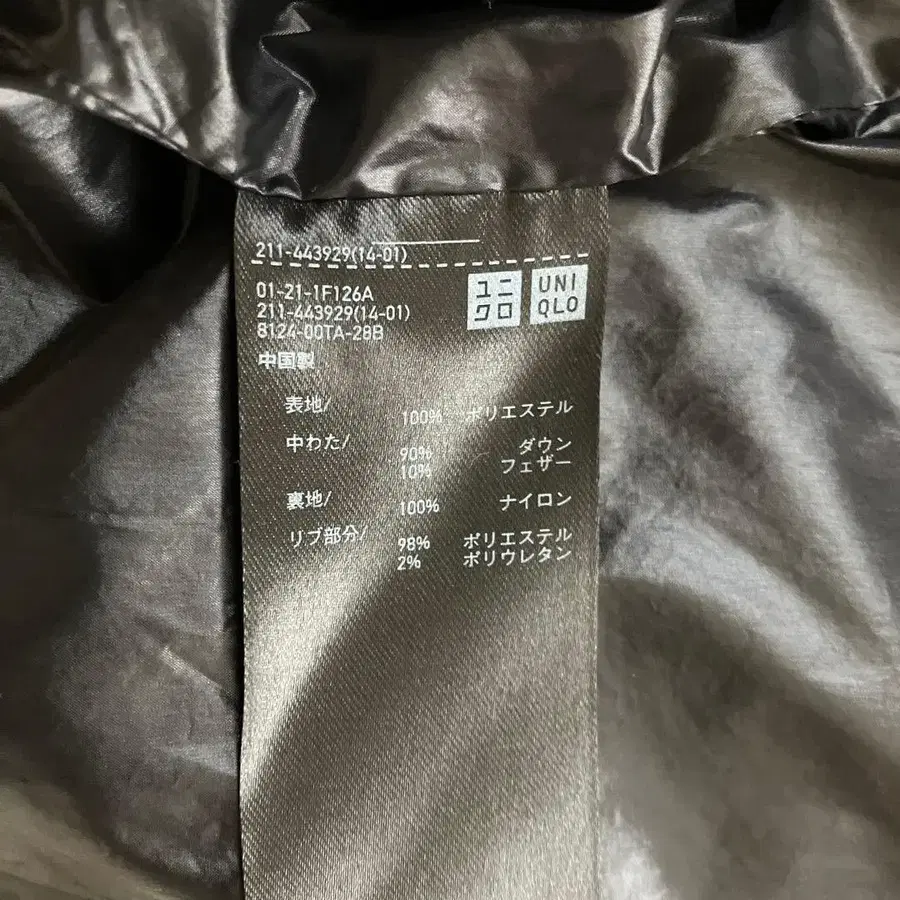 211-443929(14-01)
01-21-1F126A
211-443929(14-01)
8124-00TA-28B
中国製
ユニ
クロ
UNI
QLO
表地/ 100% ポリエステル
中わた/ 90% ダウン
10% フェザー
裏地/ 100% ナイロン
リブ部分/ 98% ポリエステル
2% ポリウレタン